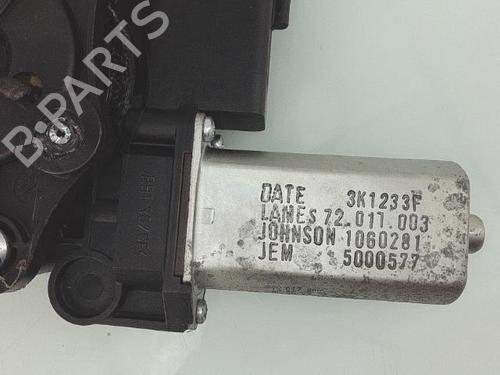 B-PARTS
DATE 3K1233F
LAMES 72.017.003
JOHNSON 1060281
JEM 5000577